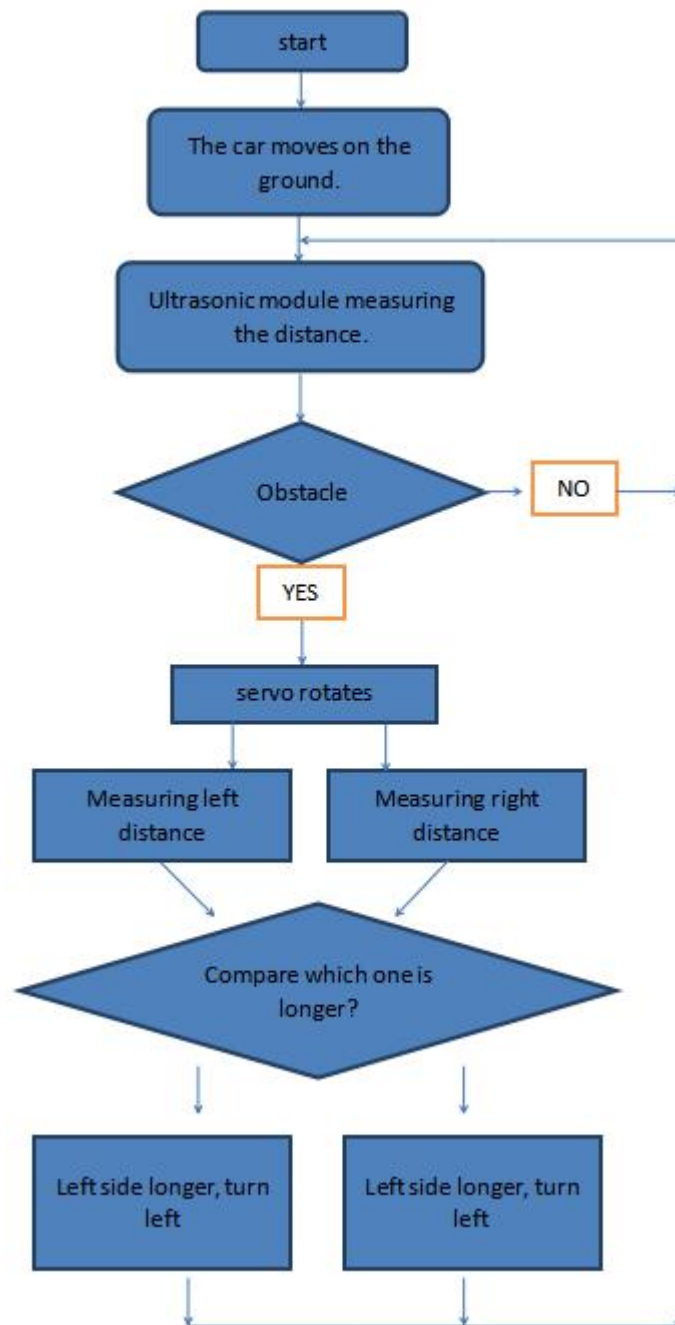 start
The car moves on the
ground.
Ultrasonic module measuring
the distance.
Obstacle
NO
YES
servo rotates
Measuring left
distance
Measuring right
distance
Compare which one is
longer?
Left side longer, turn
left
Left side longer, turn
left